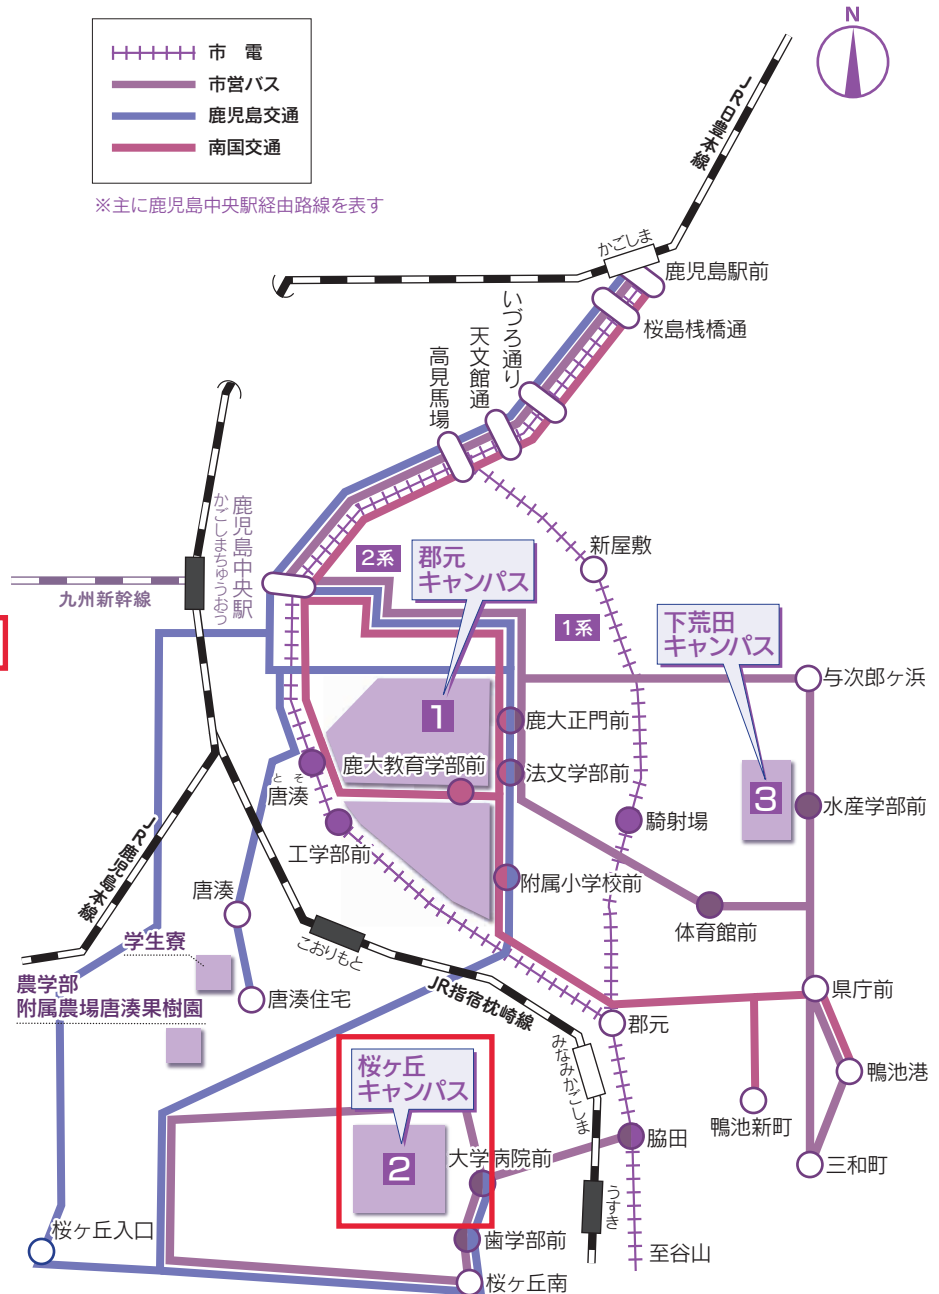 N
市　電
市営バス
鹿児島交通
南国交通
※主に鹿児島中央駅経由路線を表す
JR日豊本線
かごしま
鹿児島駅前
桜島桟橋通
いづろ通り
天文館通
高見馬場
鹿児島中央駅
かごしまちゅうおう
九州新幹線
2系
郡元
キャンパス
新屋敷
1系
下荒田
キャンパス
与次郎ヶ浜
1
鹿大正門前
鹿大教育学部前
法文学部前
とそ
唐湊
3
水産学部前
騎射場
工学部前
JR鹿児島本線
附属小学校前
唐湊
体育館前
学生寮
こおりもと
農学部
附属農場唐湊果樹園
唐湊住宅
JR指宿枕崎線
県庁前
郡元
みなみかごしま
桜ヶ丘
キャンパス
鴨池港
鴨池新町
脇田
2
大学病院前
三和町
うすき
桜ヶ丘入口
歯学部前
至谷山
桜ヶ丘南